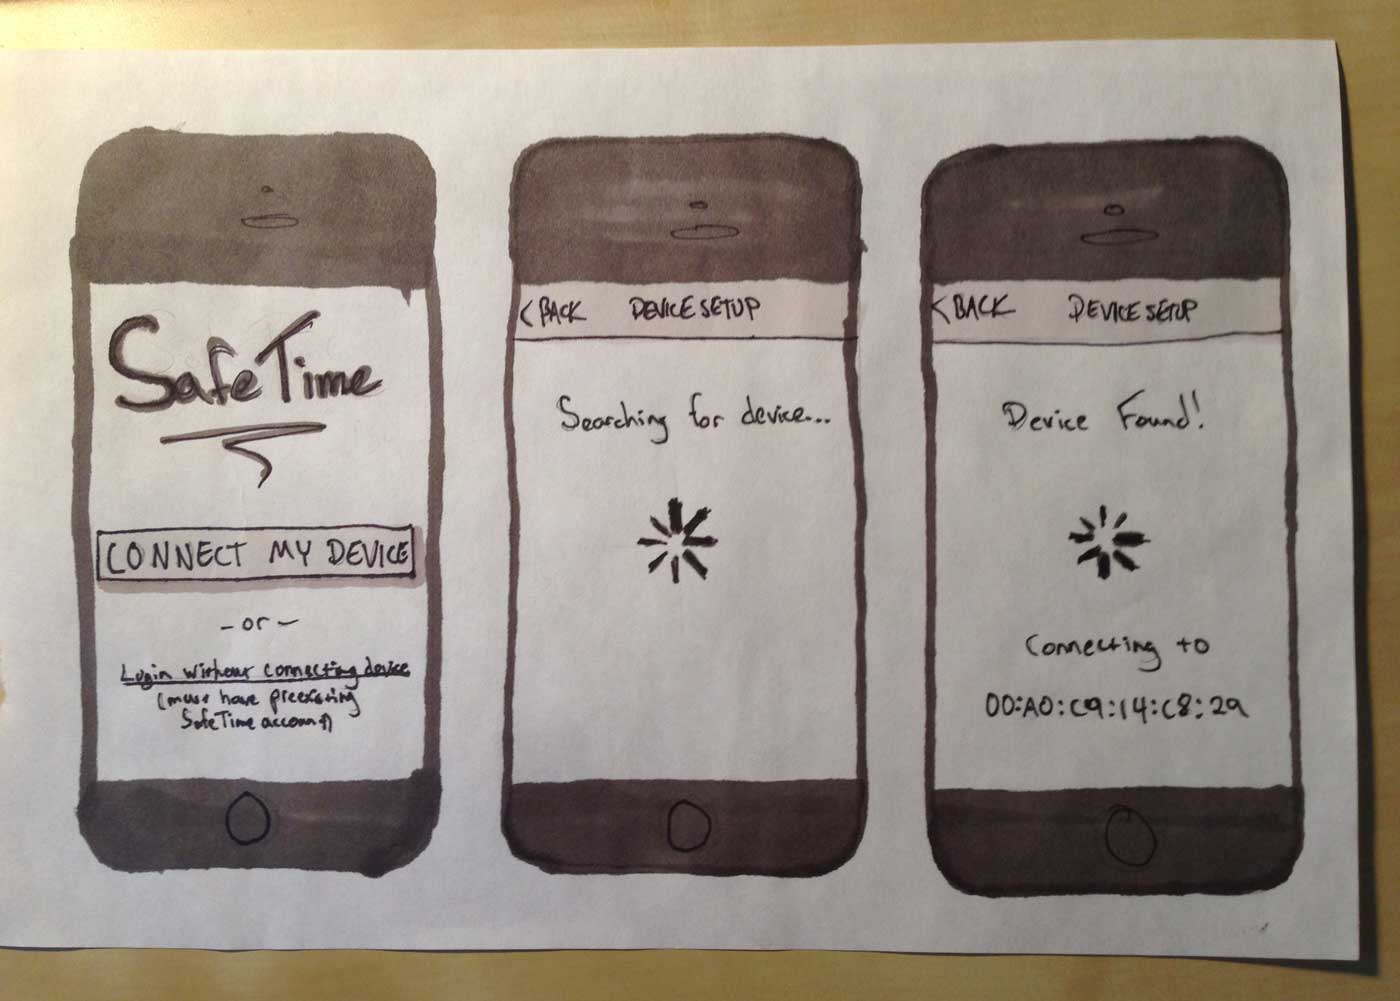 SafeTime
CONNECT MY DEVICE
- or -
Login without connecting device
(must have preexisting
SafeTime account)
< BACK DEVICE SETUP
Searching for device...
< BACK DEVICE SETUP
Device Found!
Connecting to
00:A0:C9:14:C8:29